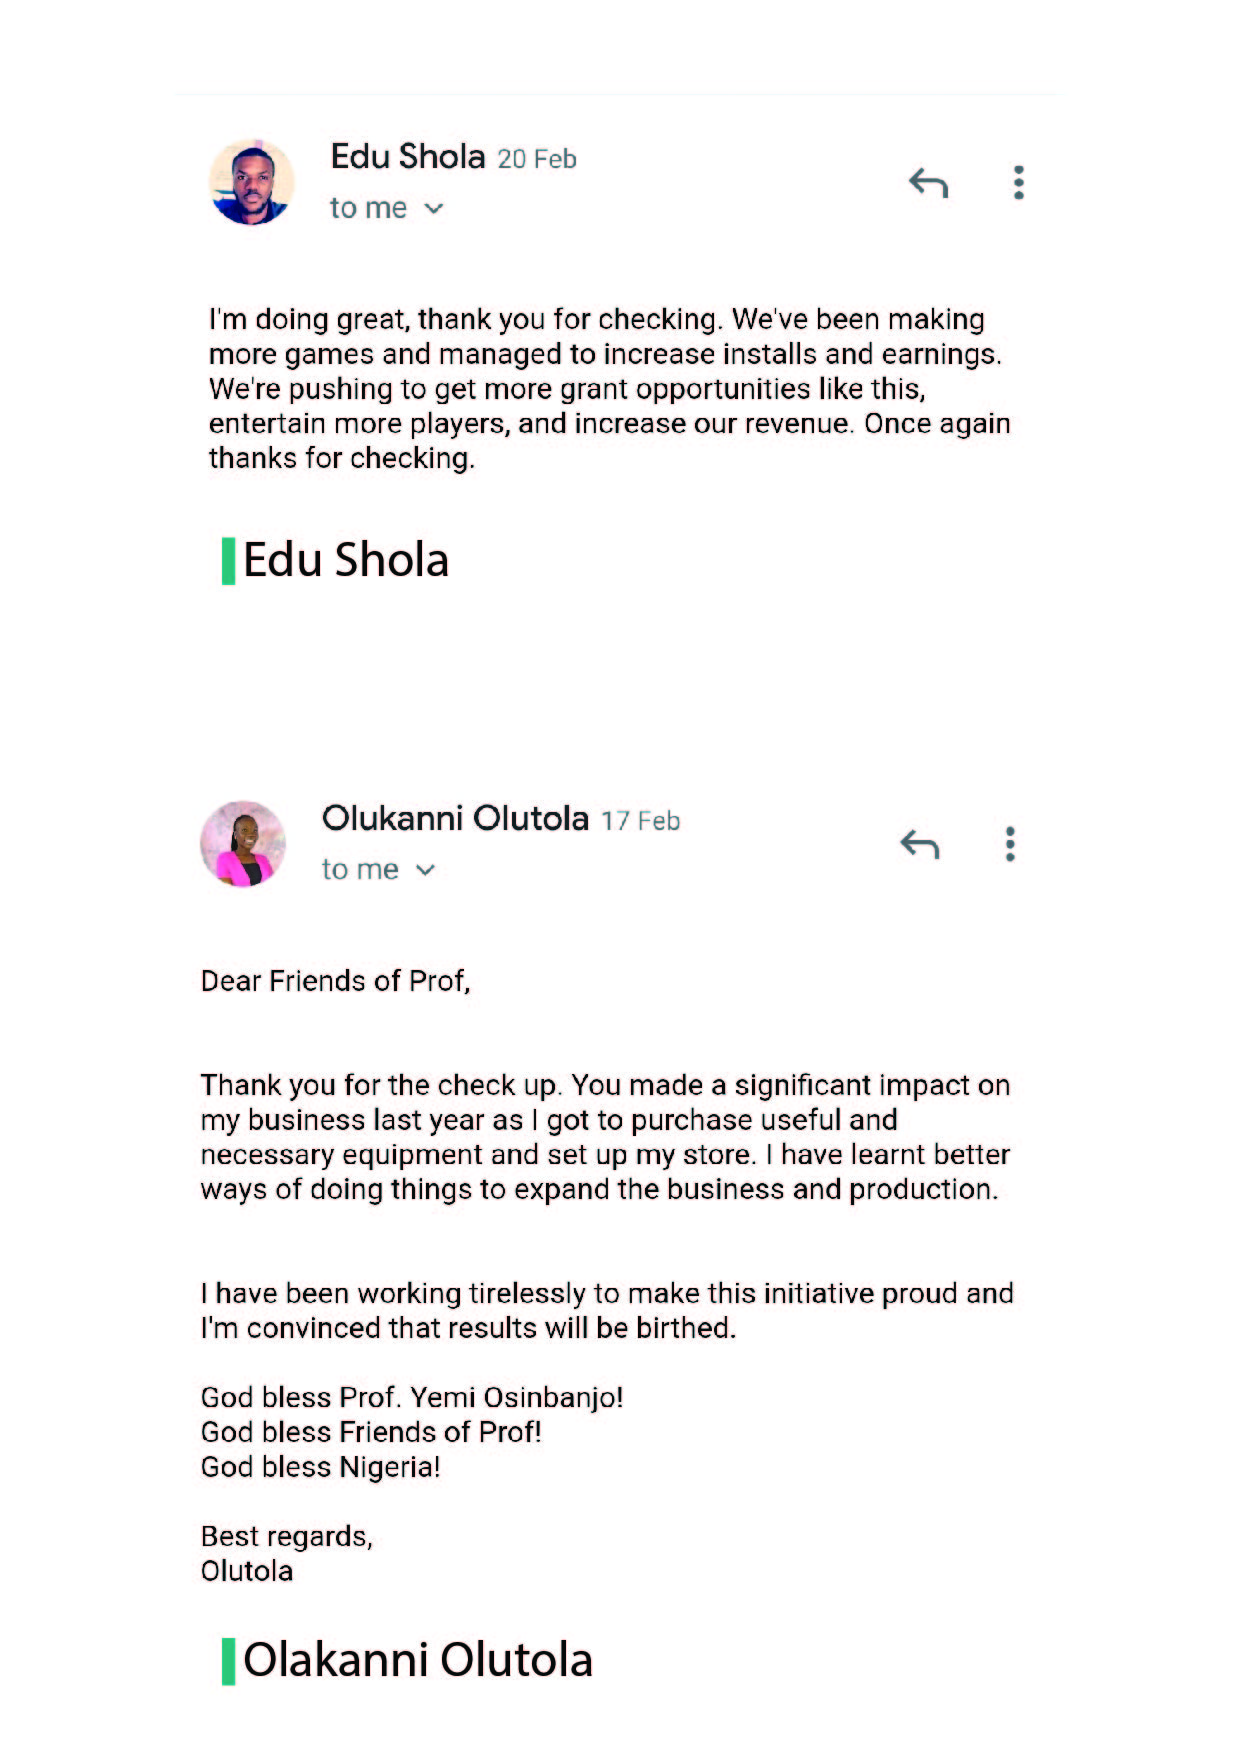 Edu Shola 20 Feb
to me
I'm doing great, thank you for checking. We've been making
more games and managed to increase installs and earnings.
We're pushing to get more grant opportunities like this,
entertain more players, and increase our revenue. Once again
thanks for checking.
Edu Shola
Olukanni Olutola 17 Feb
to me
Dear Friends of Prof,
Thank you for the check up. You made a significant impact on
my business last year as I got to purchase useful and
necessary equipment and set up my store. I have learnt better
ways of doing things to expand the business and production.
I have been working tirelessly to make this initiative proud and
I'm convinced that results will be birthed.
God bless Prof. Yemi Osinbanjo!
God bless Friends of Prof!
God bless Nigeria!
Best regards,
Olutola
Olakanni Olutola